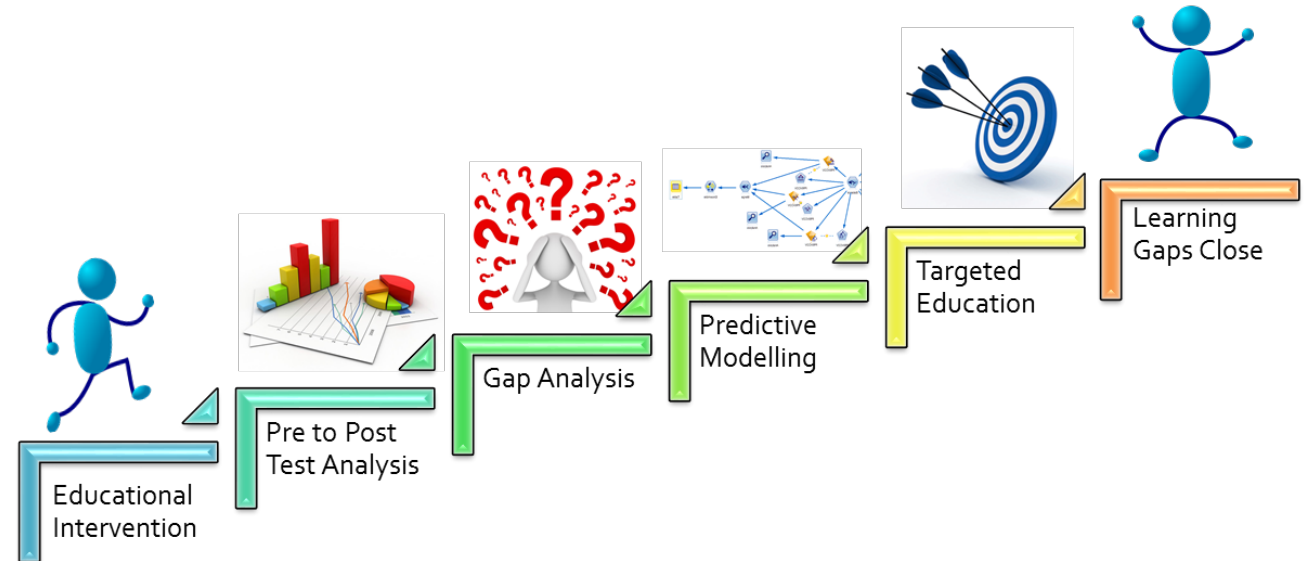 Educational
Intervention
Pre to Post
Test Analysis
Gap Analysis
Predictive
Modelling
Targeted
Education
Learning
Gaps Close